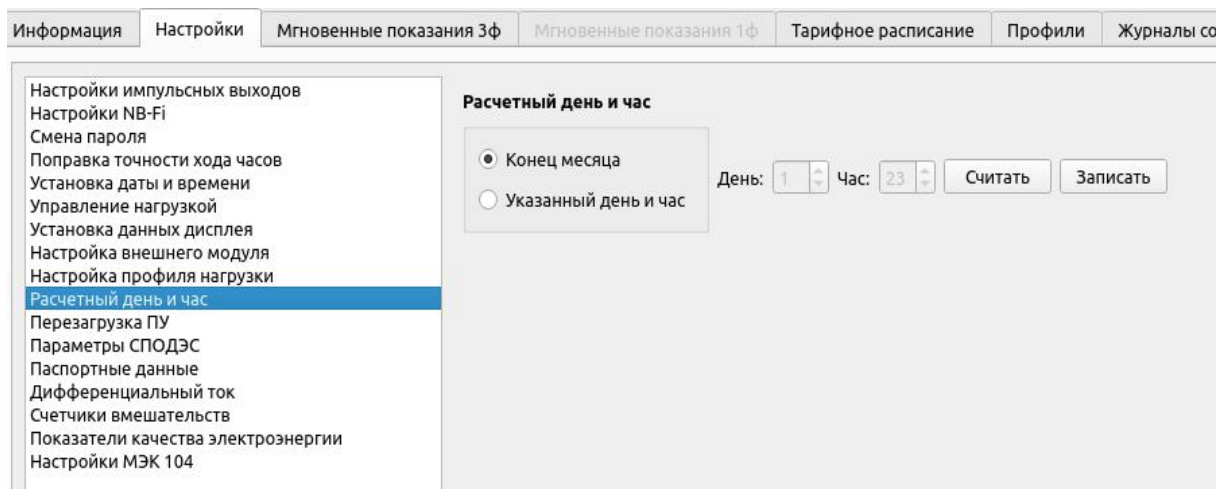 Информация Настройки Мгновенные показания 3ф Мгновенные показания 1ф Тарифное расписание Профили Журналы со
Настройки импульсных выходов
Настройки NB-Fi
Смена пароля
Поправка точности хода часов
Установка даты и времени
Управление нагрузкой
Установка данных дисплея
Настройка внешнего модуля
Настройка профиля нагрузки
Расчетный день и час
Перезагрузка ПУ
Параметры СПОДЭС
Паспортные данные
Дифференциальный ток
Счетчики вмешательств
Показатели качества электроэнергии
Настройки МЭК 104
Расчетный день и час
Конец месяца
Указанный день и час
День: 1 Час: 23 Считать Записать